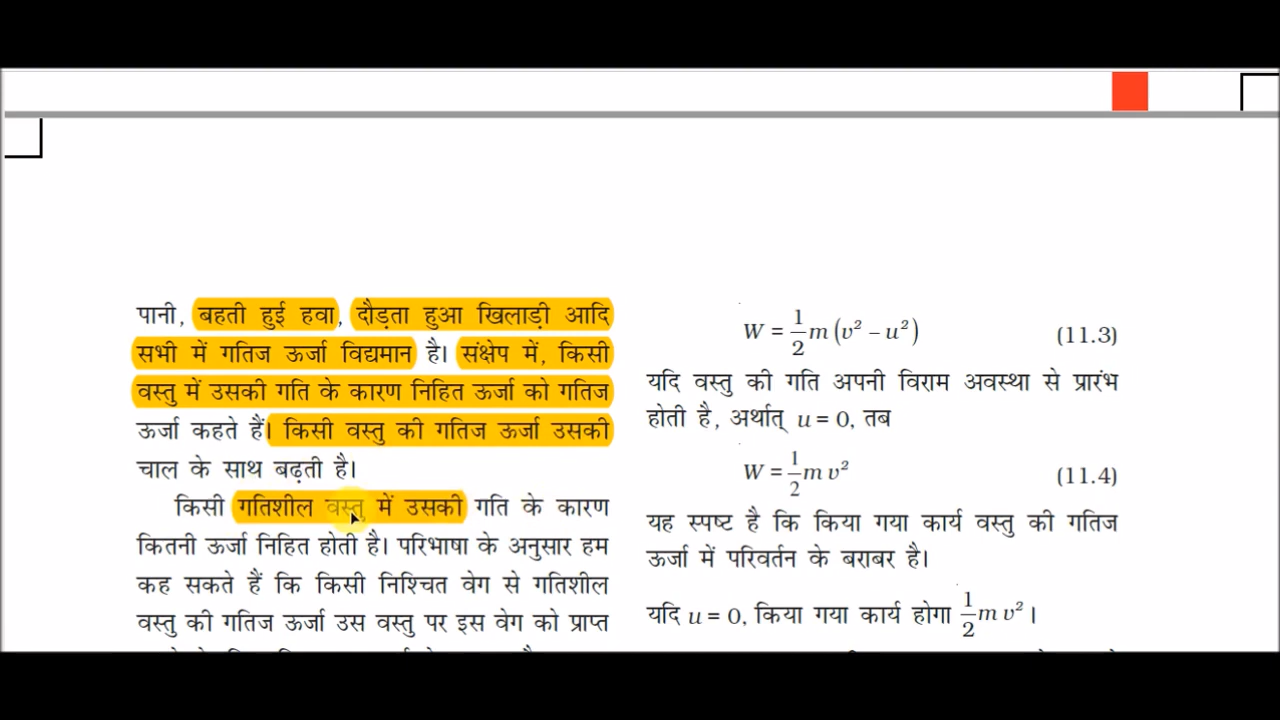 पानी, बहती हुई हवा, दौड़ता हुआ खिलाड़ी आदि
सभी में गतिज ऊर्जा विद्यमान है। संक्षेप में, किसी
वस्तु में उसकी गति के कारण निहित ऊर्जा को गतिज
ऊर्जा कहते हैं। किसी वस्तु की गतिज ऊर्जा उसकी
चाल के साथ बढ़ती है।
किसी गतिशील वस्तु में उसकी गति के कारण
कितनी ऊर्जा निहित होती है। परिभाषा के अनुसार हम
कह सकते हैं कि किसी निश्चित वेग से गतिशील
वस्तु की गतिज ऊर्जा उस वस्तु पर इस वेग को प्राप्त
W = 1/2 m (v² – u²) (11.3)
यदि वस्तु की गति अपनी विराम अवस्था से प्रारंभ
होती है, अर्थात् u = 0, तब
W = 1/2 m v² (11.4)
यह स्पष्ट है कि किया गया कार्य वस्तु की गतिज
ऊर्जा में परिवर्तन के बराबर है।
यदि u = 0, किया गया कार्य होगा 1/2 m v² ।